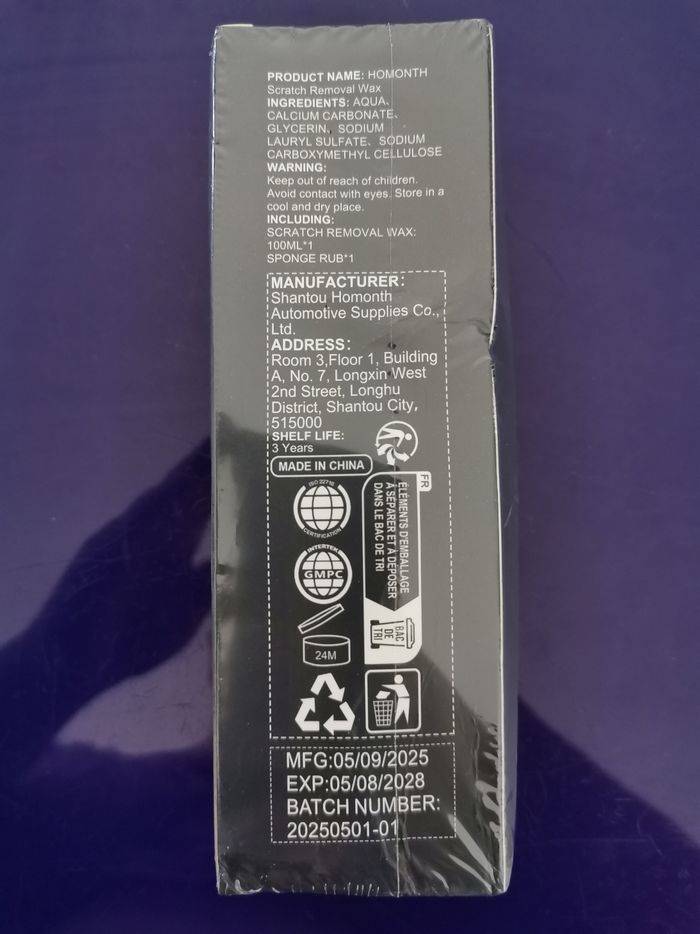 PRODUCT NAME: HOMONTH
Scratch Removal Wax
INGREDIENTS: AQUA、
CALCIUM CARBONATE、
GLYCERIN、SODIUM
LAURYL SULFATE、SODIUM
CARBOXYMETHYL CELLULOSE
WARNING:
Keep out of reach of children.
Avoid contact with eyes. Store in a
cool and dry place.
INCLUDING:
SCRATCH REMOVAL WAX:
100ML*1
SPONGE RUB*1
MANUFACTURER:
Shantou Homonth
Automotive Supplies Co.,
Ltd.
ADDRESS:
Room 3,Floor 1, Building
A, No. 7, Longxin West
2nd Street, Longhu
District, Shantou City,
515000
SHELF LIFE:
3 Years
MADE IN CHINA
ISO 22716
CERTIFICATION
INTERTEK
GMPC
24M
FR
ÉLÉMENTS D'EMBALLAGE
À SÉPARER ET À DÉPOSER
DANS LE BAC DE TRI
BAC
DE
TRI
MFG:05/09/2025
EXP:05/08/2028
BATCH NUMBER:
20250501-01